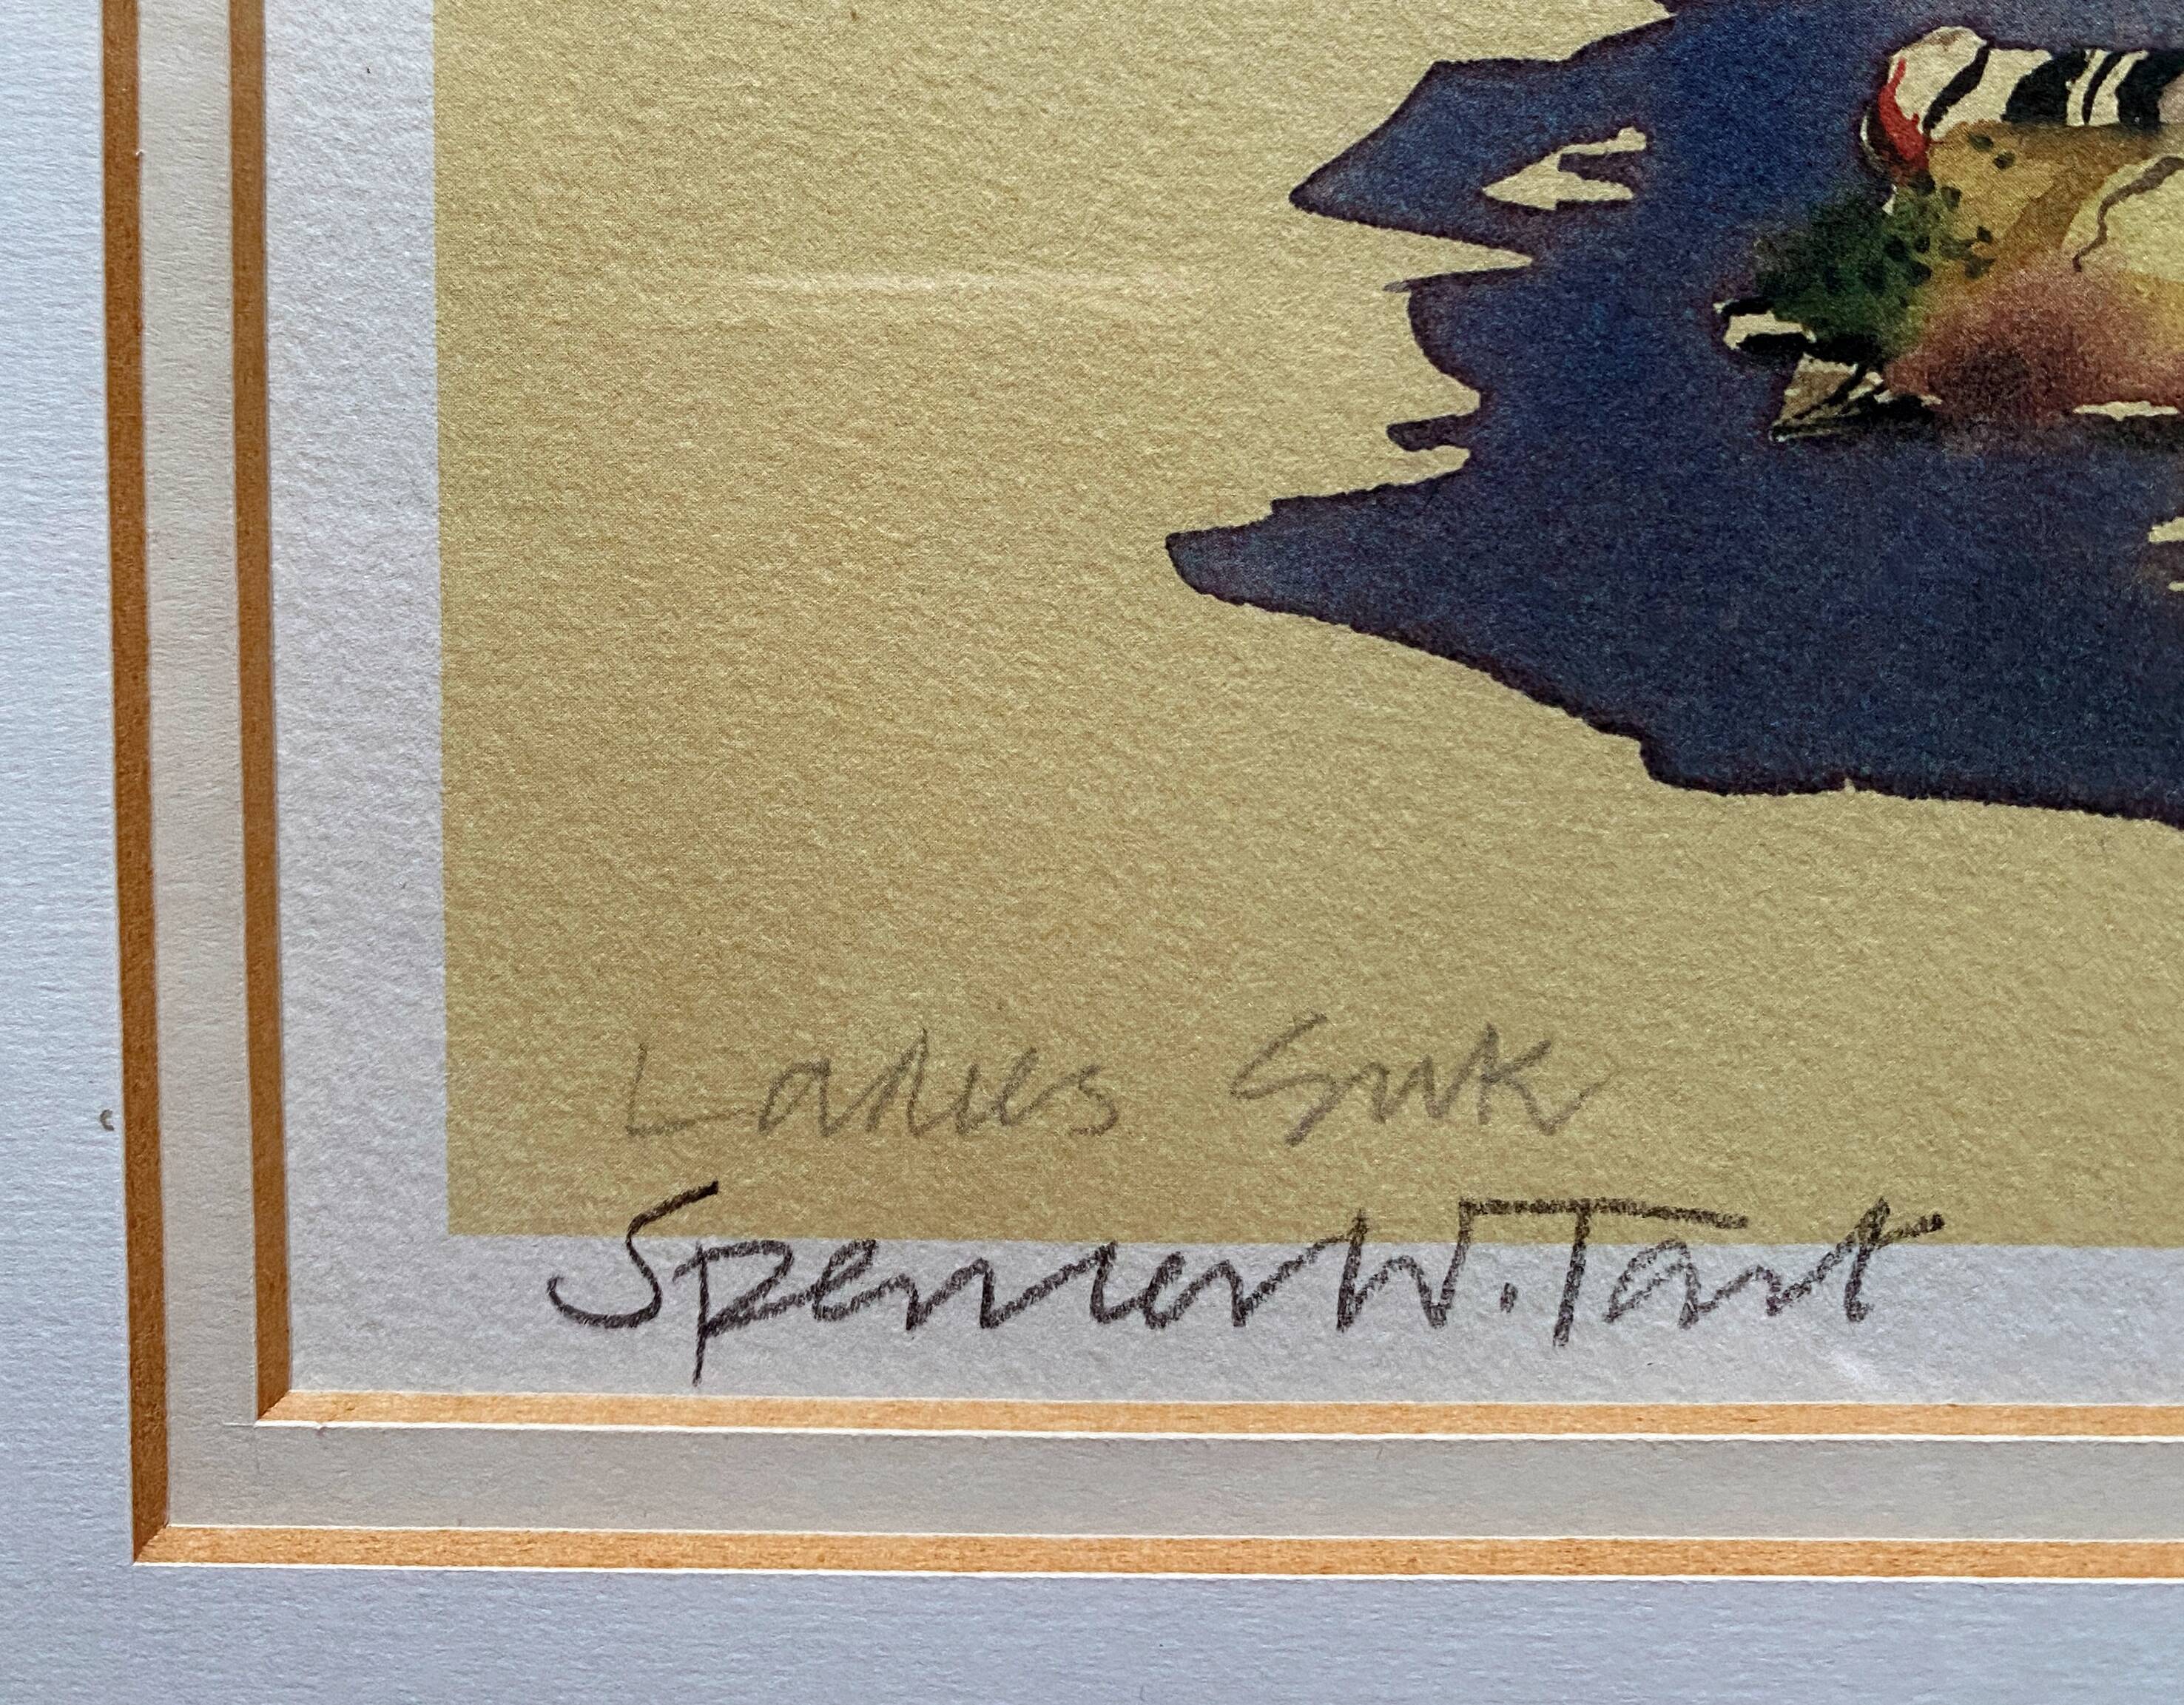 Ladies Suk
Spencer W. Tart